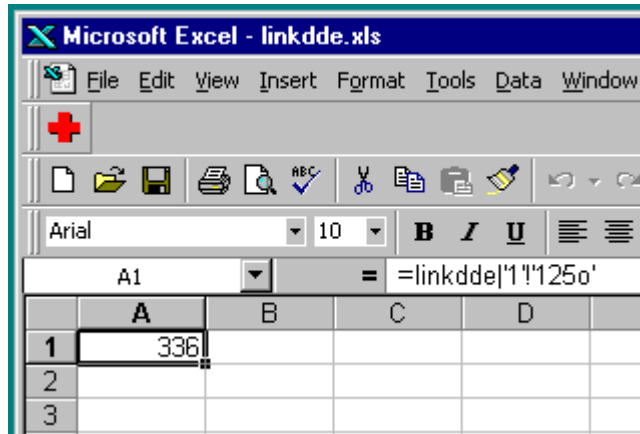 Microsoft Excel - linkdde.xls
File Edit View Insert Format Tools Data Window
ABC
Arial 10 B I U
A1 = =linkdde|'1'!'125o'
A B C D
1 336
2
3